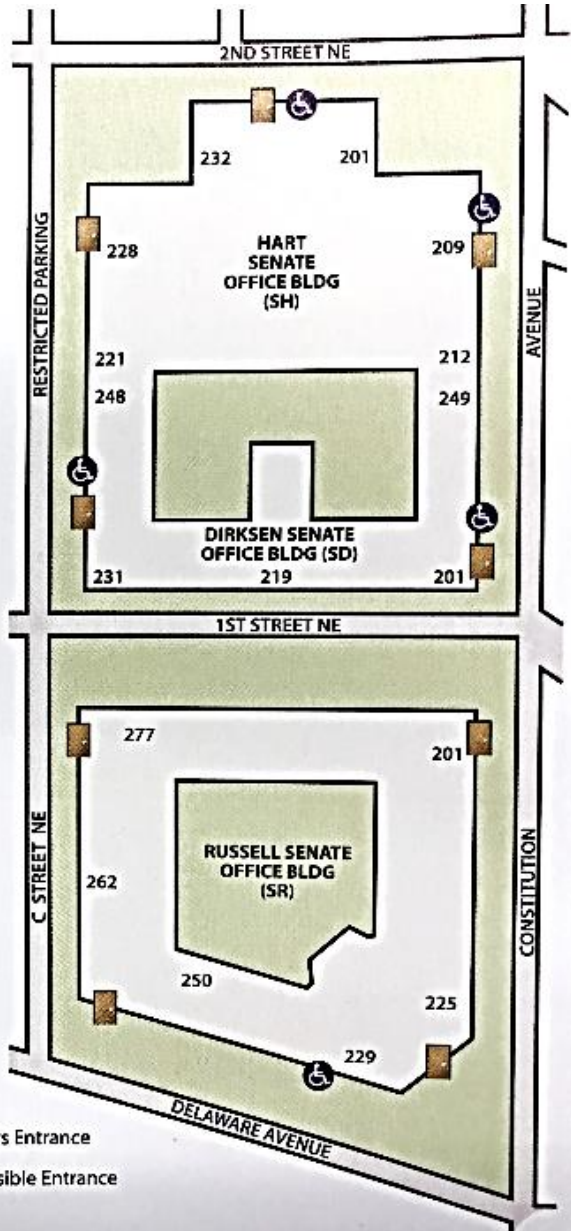 2ND STREET NE
232
201
RESTRICTED PARKING
228
HART
SENATE
OFFICE BLDG
(SH)
209
AVENUE
221
212
248
249
DIRKSEN SENATE
OFFICE BLDG (SD)
231
219
201
1ST STREET NE
277
201
C STREET NE
RUSSELL SENATE
OFFICE BLDG
(SR)
262
CONSTITUTION
250
225
229
DELAWARE AVENUE
Entrance
Entrance